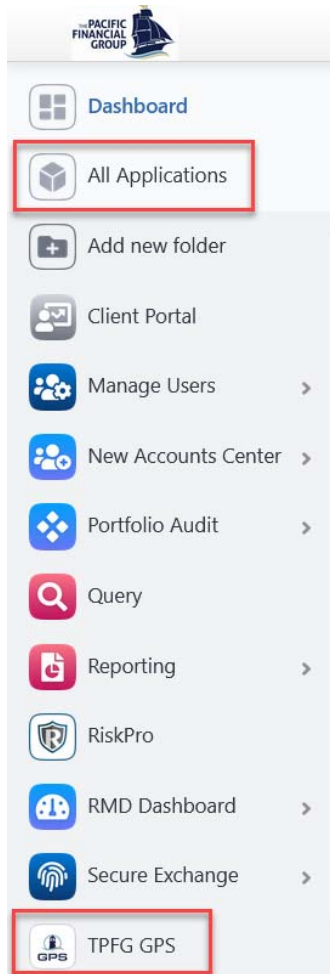 THE PACIFIC
FINANCIAL
GROUP
Dashboard
All Applications
Add new folder
Client Portal
Manage Users
New Accounts Center
Portfolio Audit
Query
Reporting
R
RiskPro
RMD Dashboard
Secure Exchange
GPS
TPFG GPS